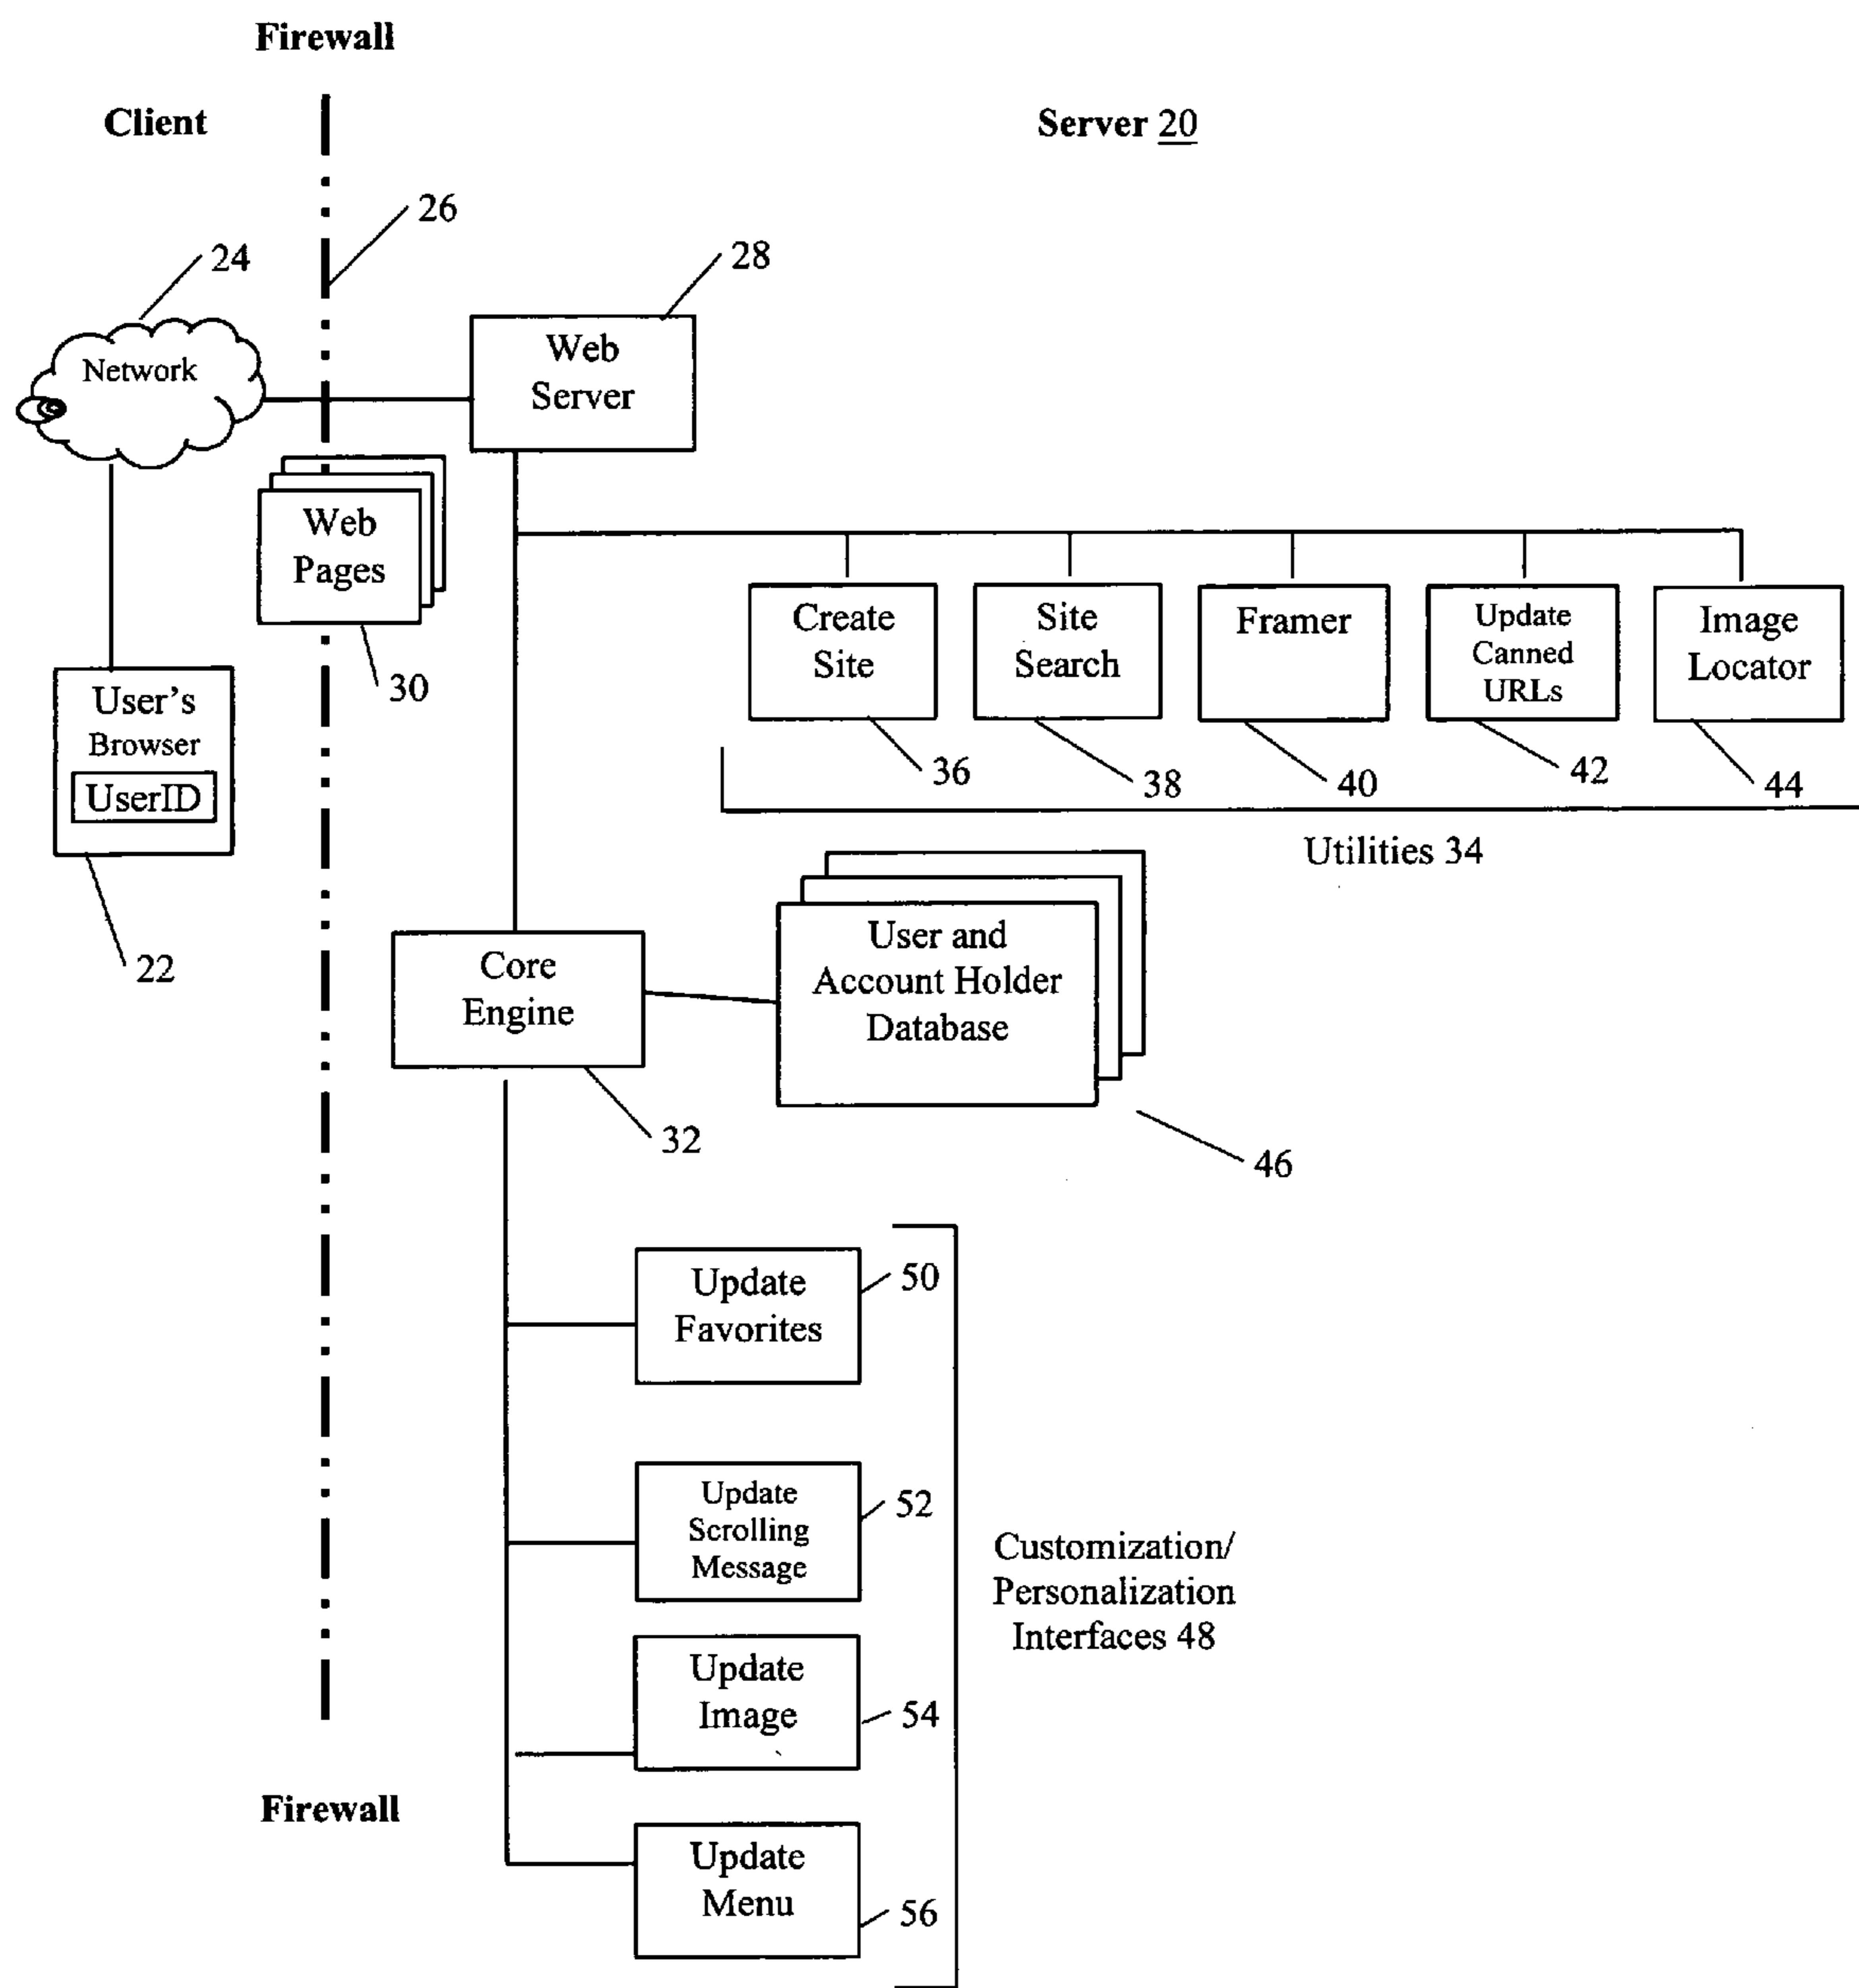 Firewall
Client
Server 20
26
24
28
Network
Web
Server
Web
Pages
30
User's
Browser
UserID
22
Create
Site
Site
Search
Framer
Update
Canned
URLs
Image
Locator
36
38
40
42
44
Utilities 34
Core
Engine
32
User and
Account Holder
Database
46
Update
Favorites
50
Update
Scrolling
Message
52
Customization/
Personalization
Interfaces 48
Update
Image
54
Firewall
Update
Menu
56